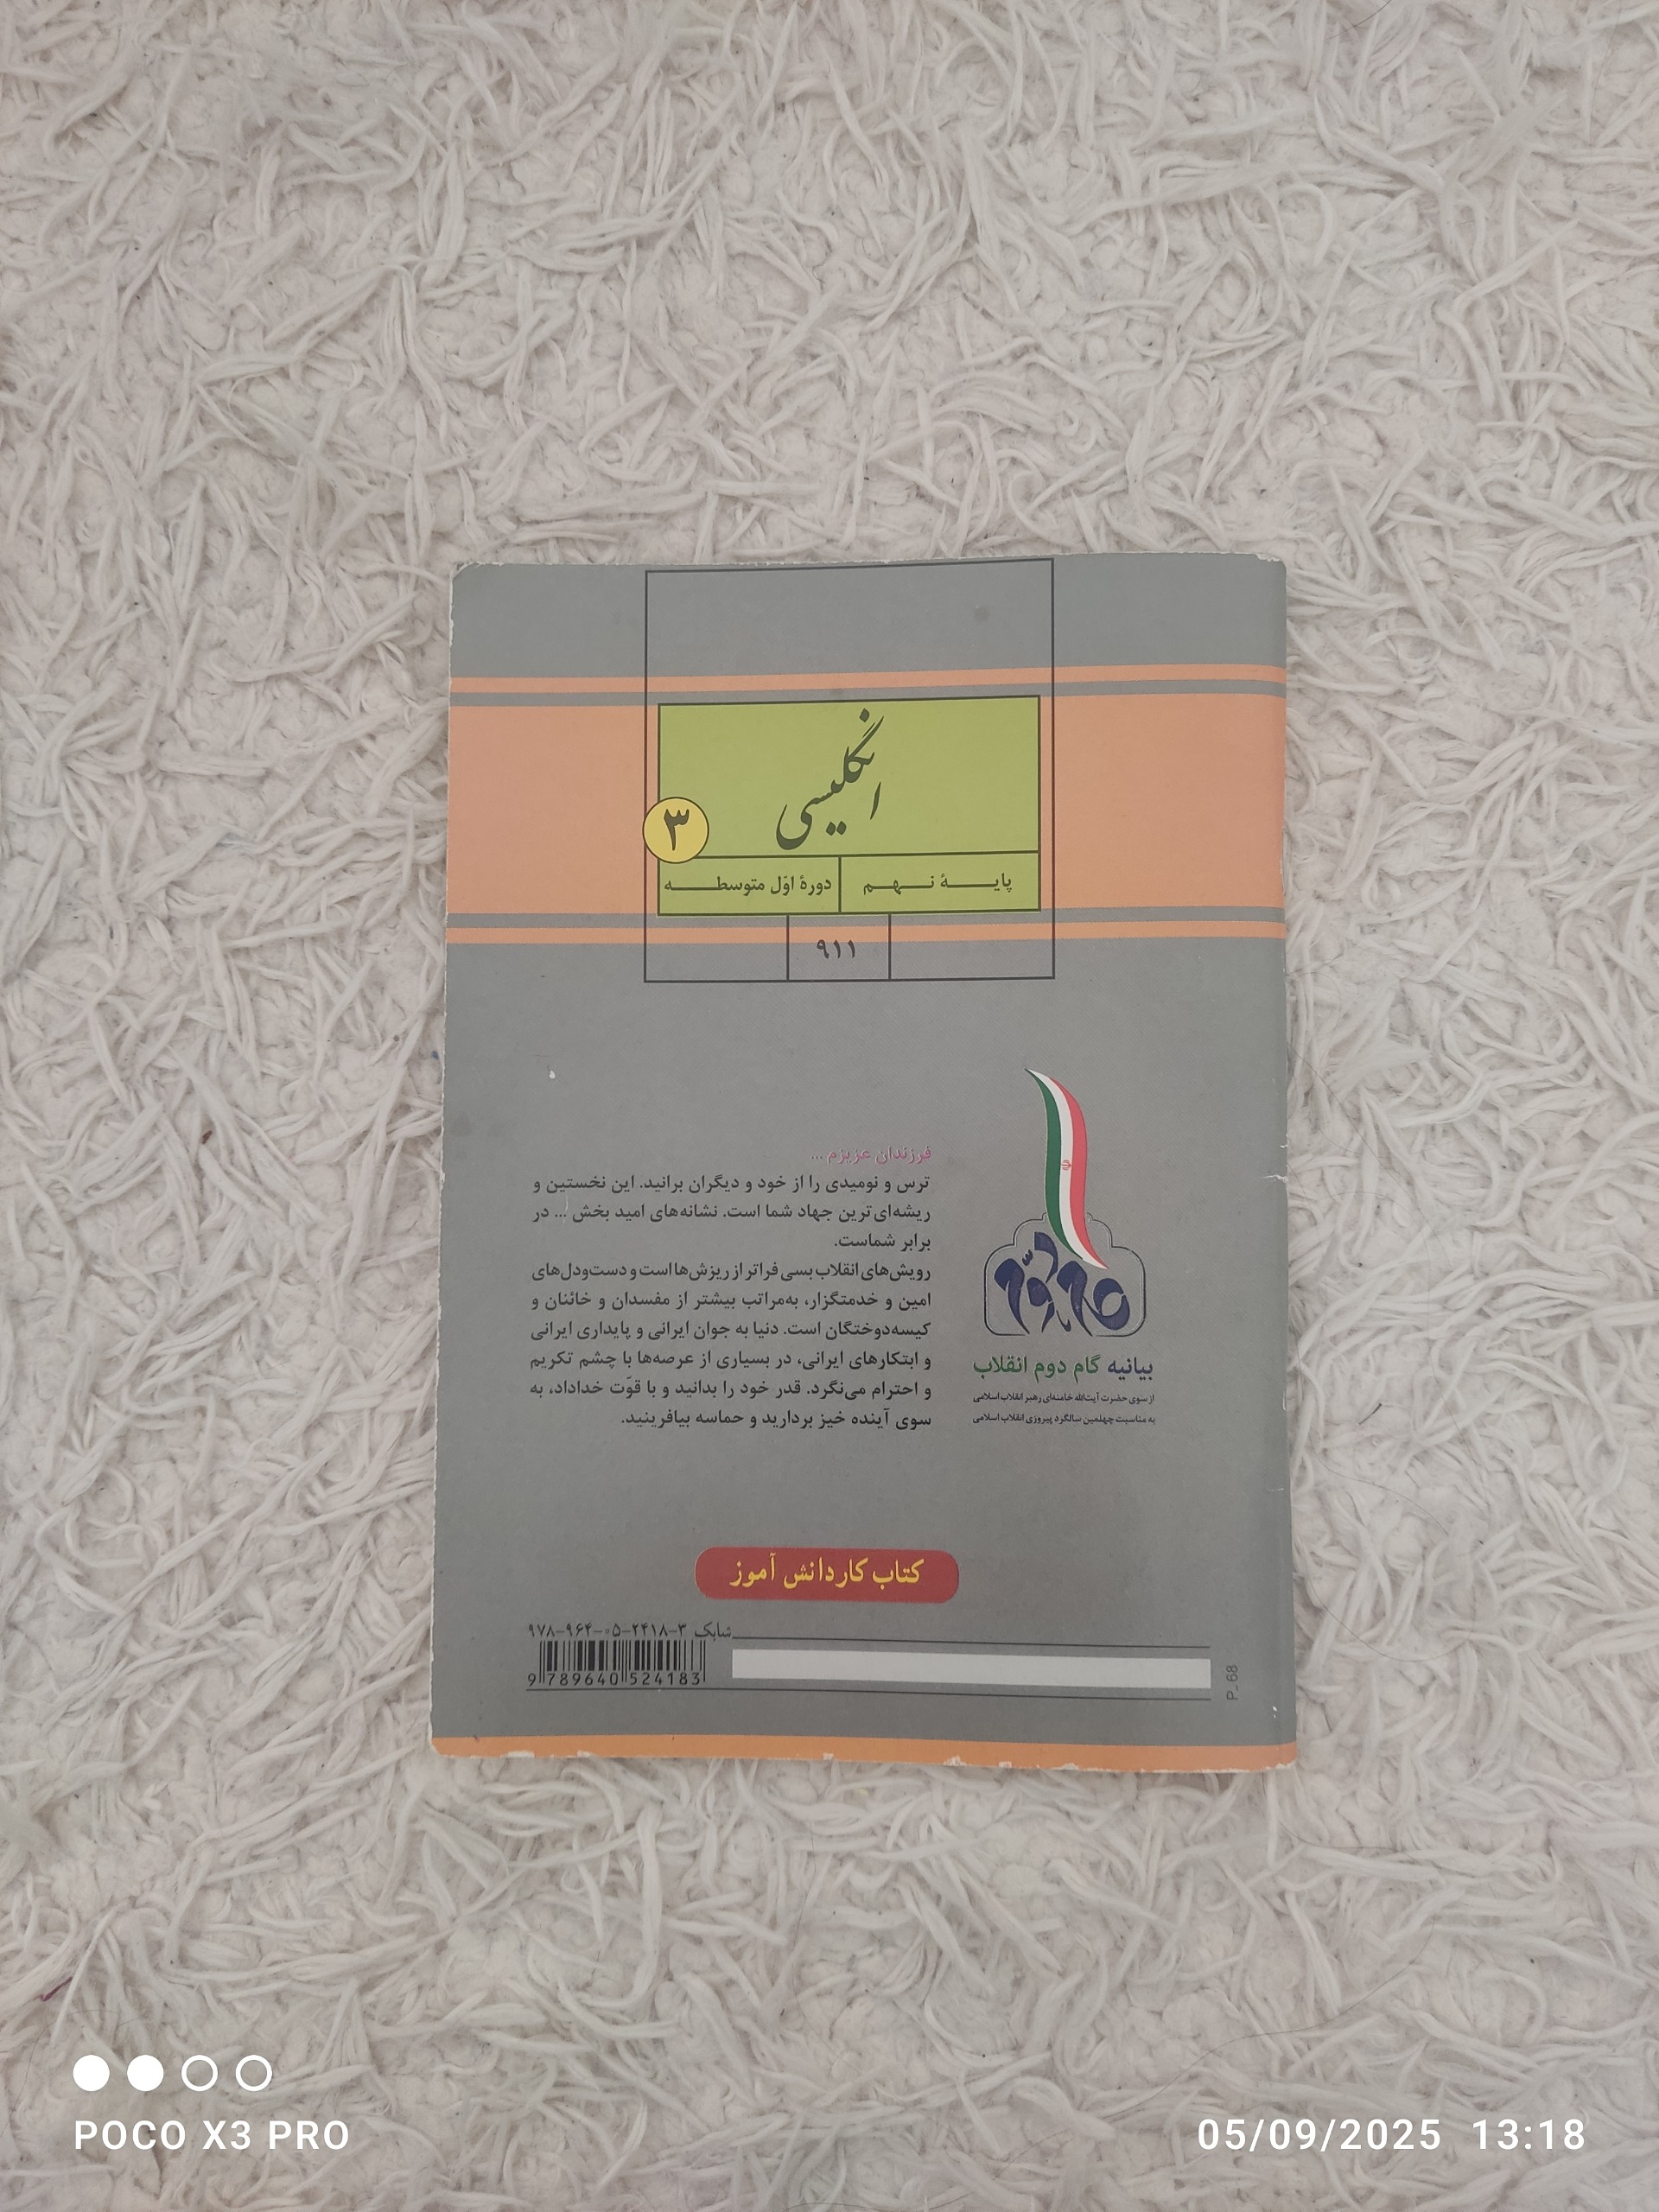 انگلیسی
۳
پایهٔ نهم
دورهٔ اوّل متوسطه
۹۱۱
گام دوّم
بیانیه گام دوم انقلاب
از سوی حضرت آیت‌الله خامنه‌ای رهبر انقلاب اسلامی
به مناسبت چهلمین سالگرد پیروزی انقلاب اسلامی
فرزندان عزیزم ...
ترس و نومیدی را از خود و دیگران برانید. این نخستین و
ریشه‌ای‌ترین جهاد شما است. نشانه‌های امید بخش ... در
برابر شماست.
رویش‌های انقلاب بسی فراتر از ریزش‌ها است و دست‌ودل‌های
امین و خدمتگزار، به‌مراتب بیشتر از مفسدان و خائنان و
کیسه‌دوختگان است. دنیا به جوان ایرانی و پایداری ایرانی
و ابتکارهای ایرانی، در بسیاری از عرصه‌ها با چشم تکریم
و احترام می‌نگرد. قدر خود را بدانید و با قوّت خداداد، به
سوی آینده خیز بردارید و حماسه بیافرینید.
کتاب کار دانش آموز
شابک ۳-۲۴۱۸-۰۵-۹۶۴-۹۷۸
9 789640 524183
P_68
POCO X3 PRO
05/09/2025 13:18